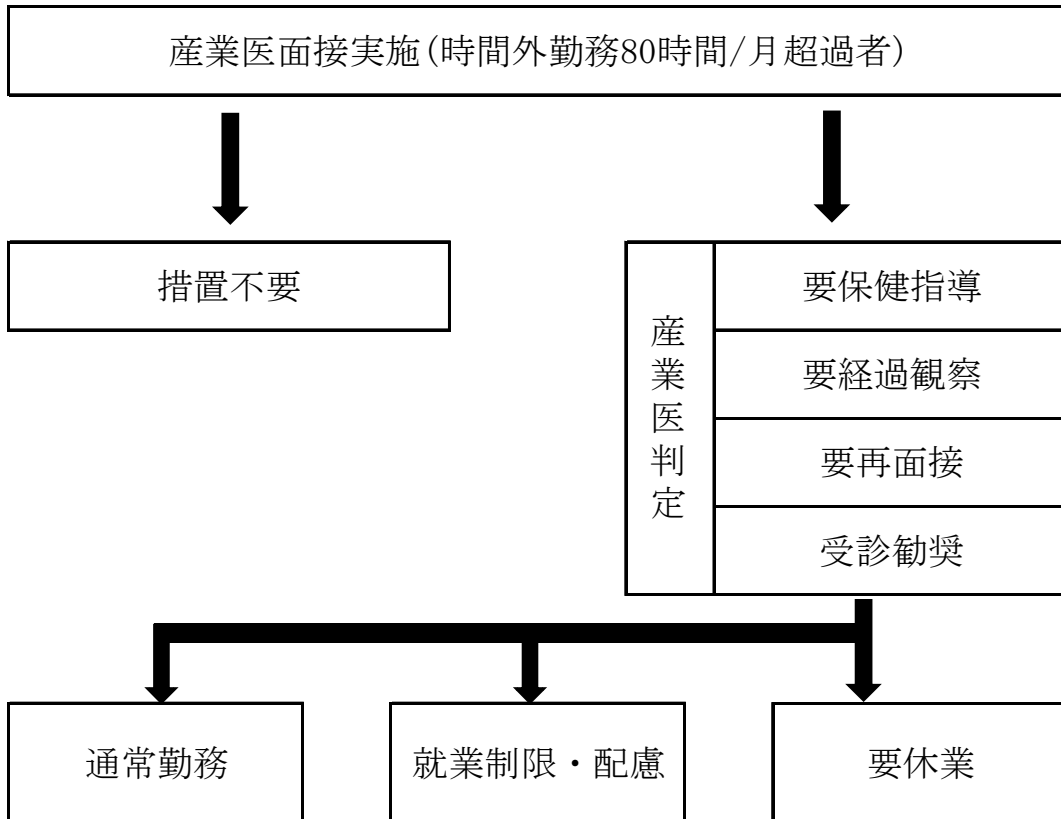 産業医面接実施(時間外勤務80時間/月超過者)
措置不要
産業医判定
要保健指導
要経過観察
要再面接
受診勧奨
通常勤務
就業制限・配慮
要休業